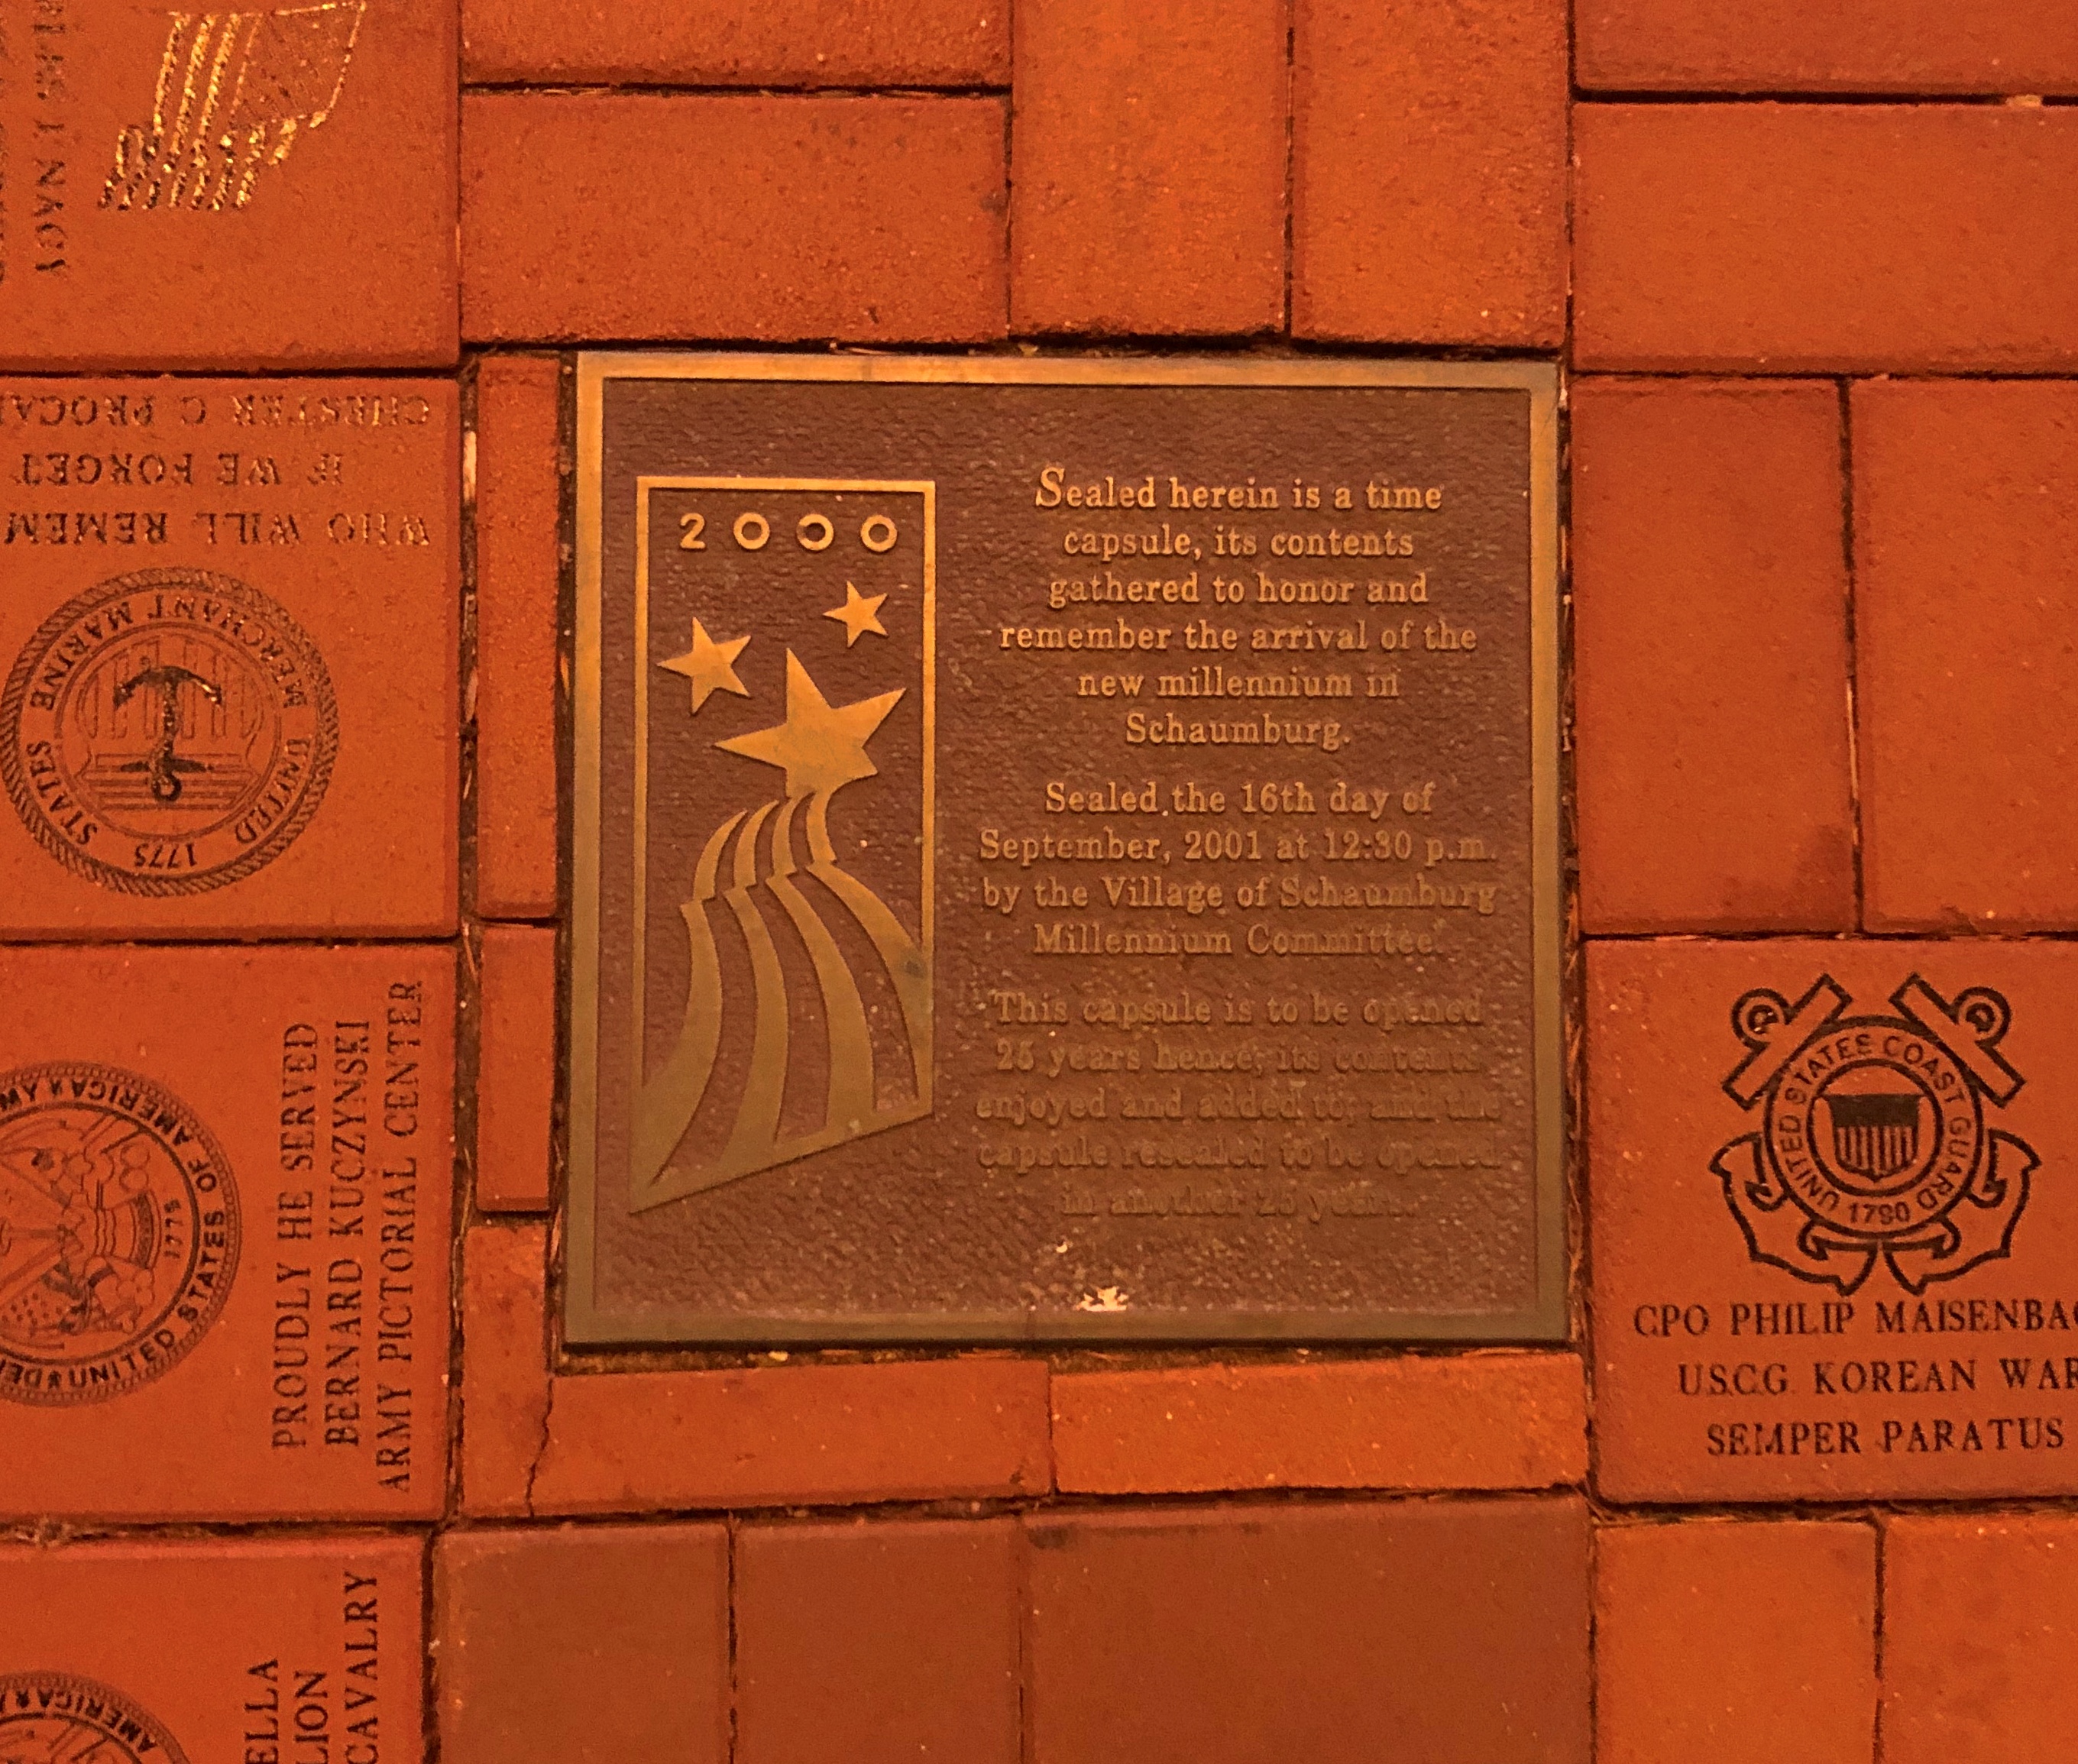 2000
Sealed herein is a time
capsule, its contents
gathered to honor and
remember the arrival of the
new millennium in
Schaumburg.
Sealed the 16th day of
September, 2001 at 12:30 p.m.
by the Village of Schaumburg
Millennium Committee.
This capsule is to be opened
25 years hence, its contents
enjoyed and added to, and the
capsule resealed to be opened
in another 25 years.
CHESTER C PROCA
IF WE FORGET
WHO WILL REMEM
UNITED STATES MERCHANT MARINE
1775
PROUDLY HE SERVED
BERNARD KUCZYNSKI
ARMY PICTORIAL CENTER
UNITED STATES OF AMERICA
1775
UNITED STATES COAST GUARD
1790
CPO PHILIP MAISENBA
USCG KOREAN WAR
SEMPER PARATUS
ELLA
LION
CAVALRY
AMERICA